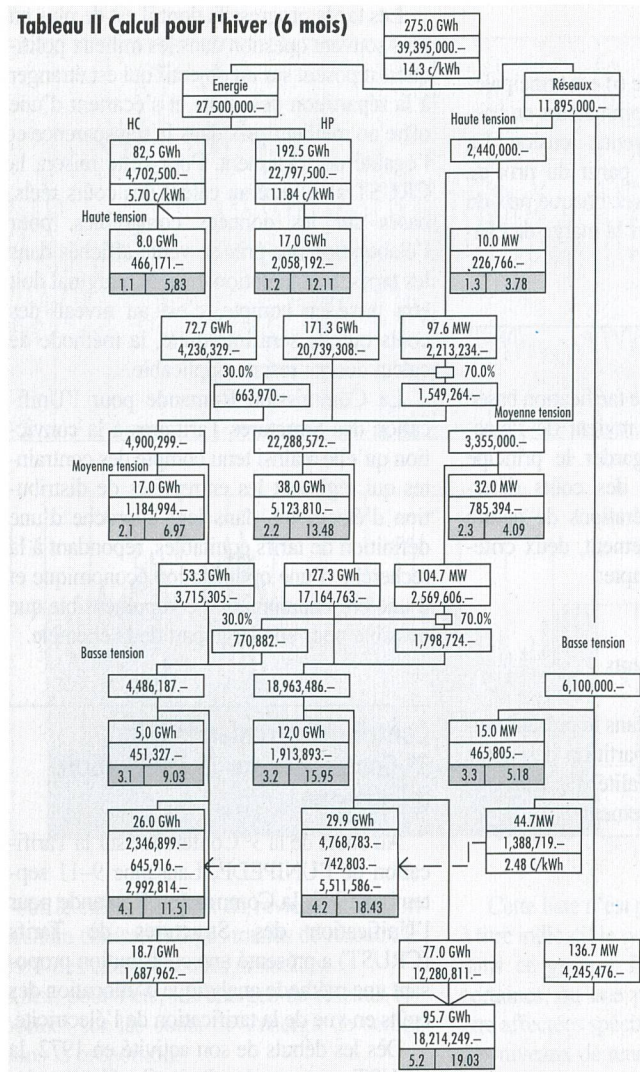 Tableau II Calcul pour l'hiver (6 mois)
275.0 GWh
39,395,000.–
14.3 c/kWh
Energie
27,500,000.–
Réseaux
11,895,000.–
HC
HP
Haute tension
82,5 GWh
4,702,500.–
5.70 c/kWh
192.5 GWh
22,797,500.–
11.84 c/kWh
2,440,000.–
Haute tension
8.0 GWh
466,171.–
1.1 5,83
17,0 GWh
2,058,192.–
1.2 12.11
10.0 MW
226,766.–
1.3 3.78
72.7 GWh
4,236,329.–
171.3 GWh
20,739,308.–
97.6 MW
2,213,234.–
30.0%
70.0%
663,970.–
1,549,264.–
Moyenne tension
4,900,299.–
22,288,572.–
3,355,000.–
Moyenne tension
17.0 GWh
1,184,994.–
2.1 6.97
38,0 GWh
5,123,810.–
2.2 13.48
32.0 MW
785,394.–
2.3 4.09
53.3 GWh
3,715,305.–
127.3 GWh
17,164,763.–
104.7 MW
2,569,606.–
30.0%
70.0%
770,882.–
1,798,724.–
Basse tension
Basse tension
4,486,187.–
18,963,486.–
6,100,000.–
5,0 GWh
451,327.–
3.1 9.03
12,0 GWh
1,913,893.–
3.2 15.95
15.0 MW
465,805.–
3.3 5.18
26.0 GWh
2,346,899.–
645,916.–
2,992,814.–
4.1 11.51
29.9 GWh
4,768,783.–
742,803.–
5,511,586.–
4.2 18.43
44.7MW
1,388,719.–
2.48 C/kWh
18.7 GWh
1,687,962.–
77.0 GWh
12,280,811.–
136.7 MW
4,245,476.–
95.7 GWh
18,214,249.–
5.2 19.03